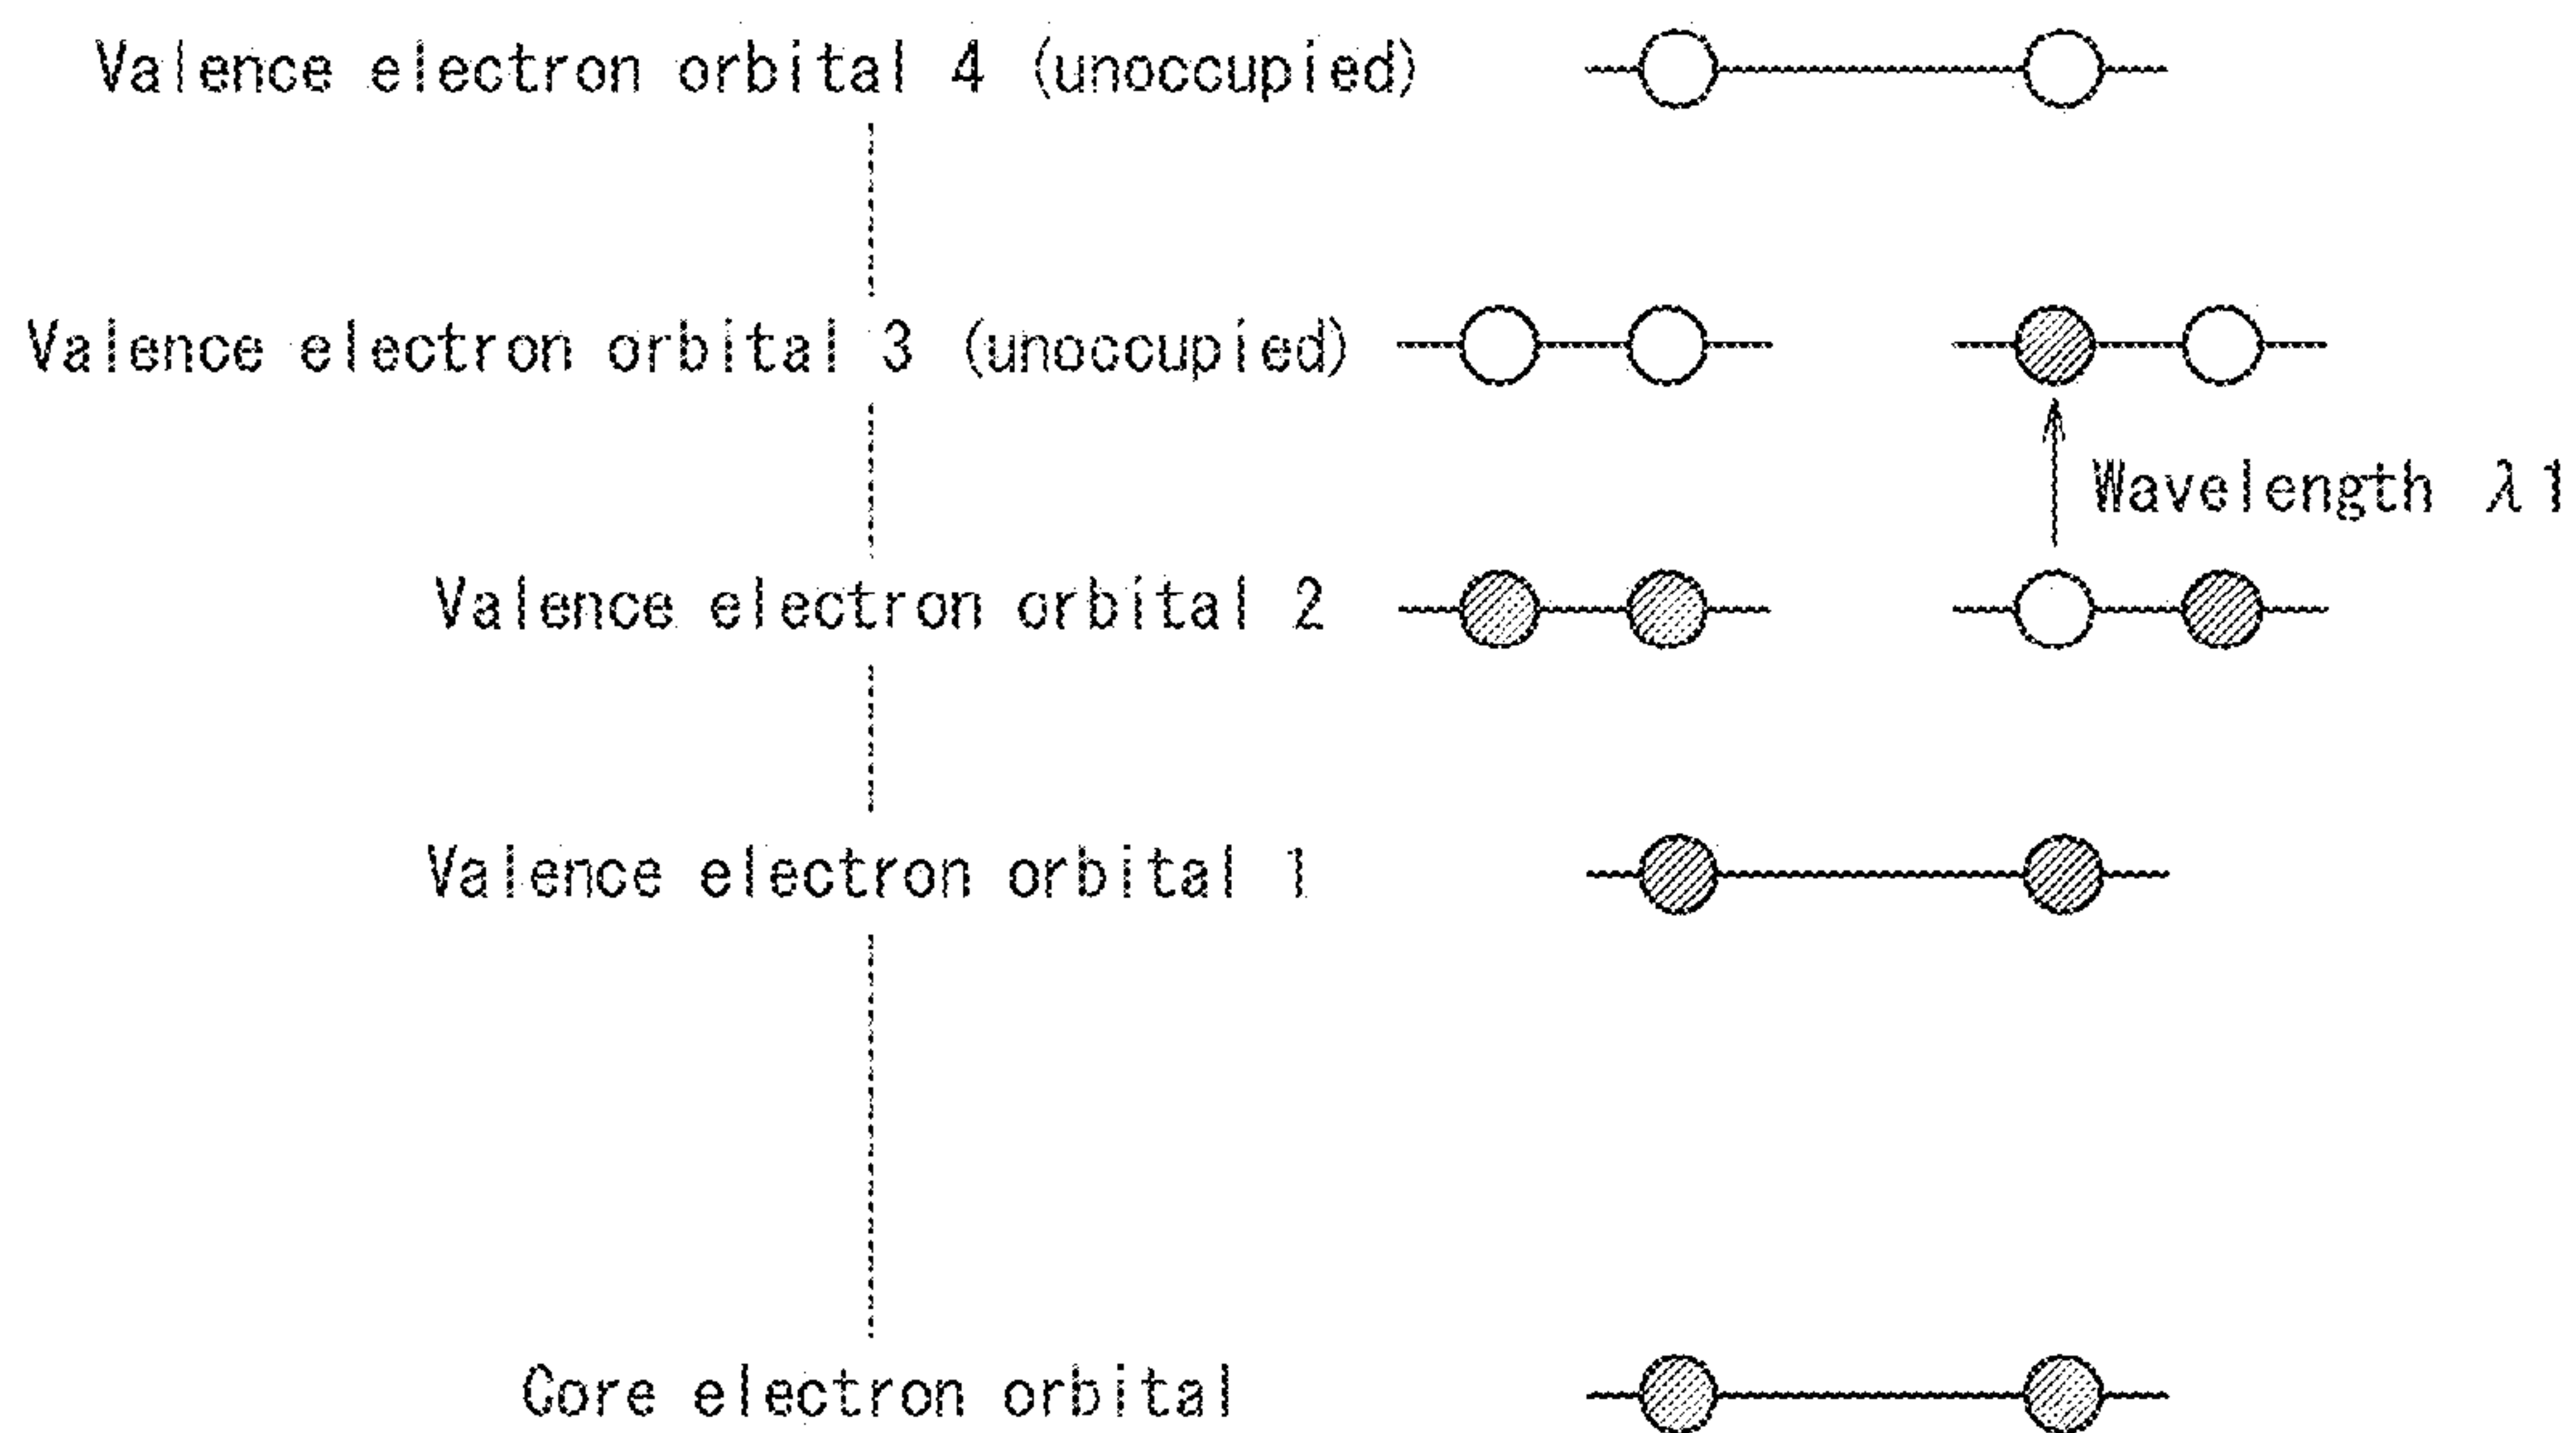 Valence electron orbital 4 (unoccupied)
Valence electron orbital 3 (unoccupied)
Wavelength λ1
Valence electron orbital 2
Valence electron orbital 1
Core electron orbital